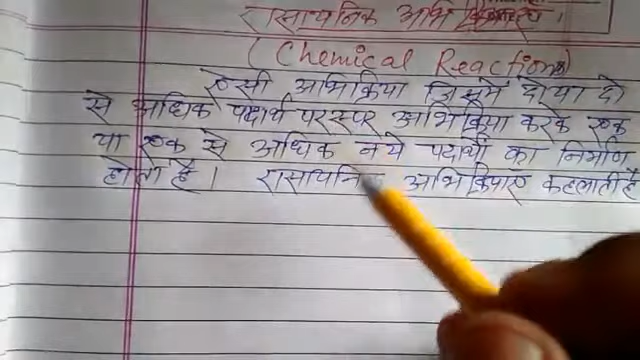 रासायनिक अभिक्रियाएं
(Chemical Reactions)
ऐसी अभिक्रिया जिसमें दो या दो
से अधिक पदार्थ परस्पर अभिक्रिया करके एक
या एक से अधिक नये पदार्थो का निर्माण
होता है। रासायनिक अभिक्रियाएं कहलाती है